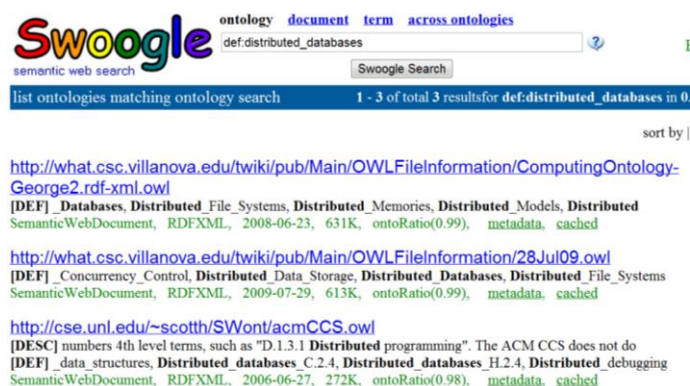 ontology document term across ontologies
Swoogle
def:distributed_databases
?
semantic web search
Swoogle Search
list ontologies matching ontology search 1 - 3 of total 3 resultsfor def:distributed_databases in 0.
sort by |
http://what.csc.villanova.edu/twiki/pub/Main/OWLFileInformation/ComputingOntology-
George2.rdf-xml.owl
[DEF] _Databases, Distributed_File_Systems, Distributed_Memories, Distributed_Models, Distributed
SemanticWebDocument, RDFXML, 2008-06-23, 631K, ontoRatio(0.99), metadata, cached
http://what.csc.villanova.edu/twiki/pub/Main/OWLFileInformation/28Jul09.owl
[DEF] _Concurrency_Control, Distributed_Data_Storage, Distributed_Databases, Distributed_File_Systems
SemanticWebDocument, RDFXML, 2009-07-29, 613K, ontoRatio(0.99), metadata, cached
http://cse.unl.edu/~scotth/SWont/acmCCS.owl
[DESC] numbers 4th level terms, such as "D.1.3.1 Distributed programming". The ACM CCS does not do
[DEF] _data_structures, Distributed_databases_C.2.4, Distributed_databases_H.2.4, Distributed_debugging
SemanticWebDocument, RDFXML, 2006-06-27, 272K, ontoRatio(0.98), metadata, cached